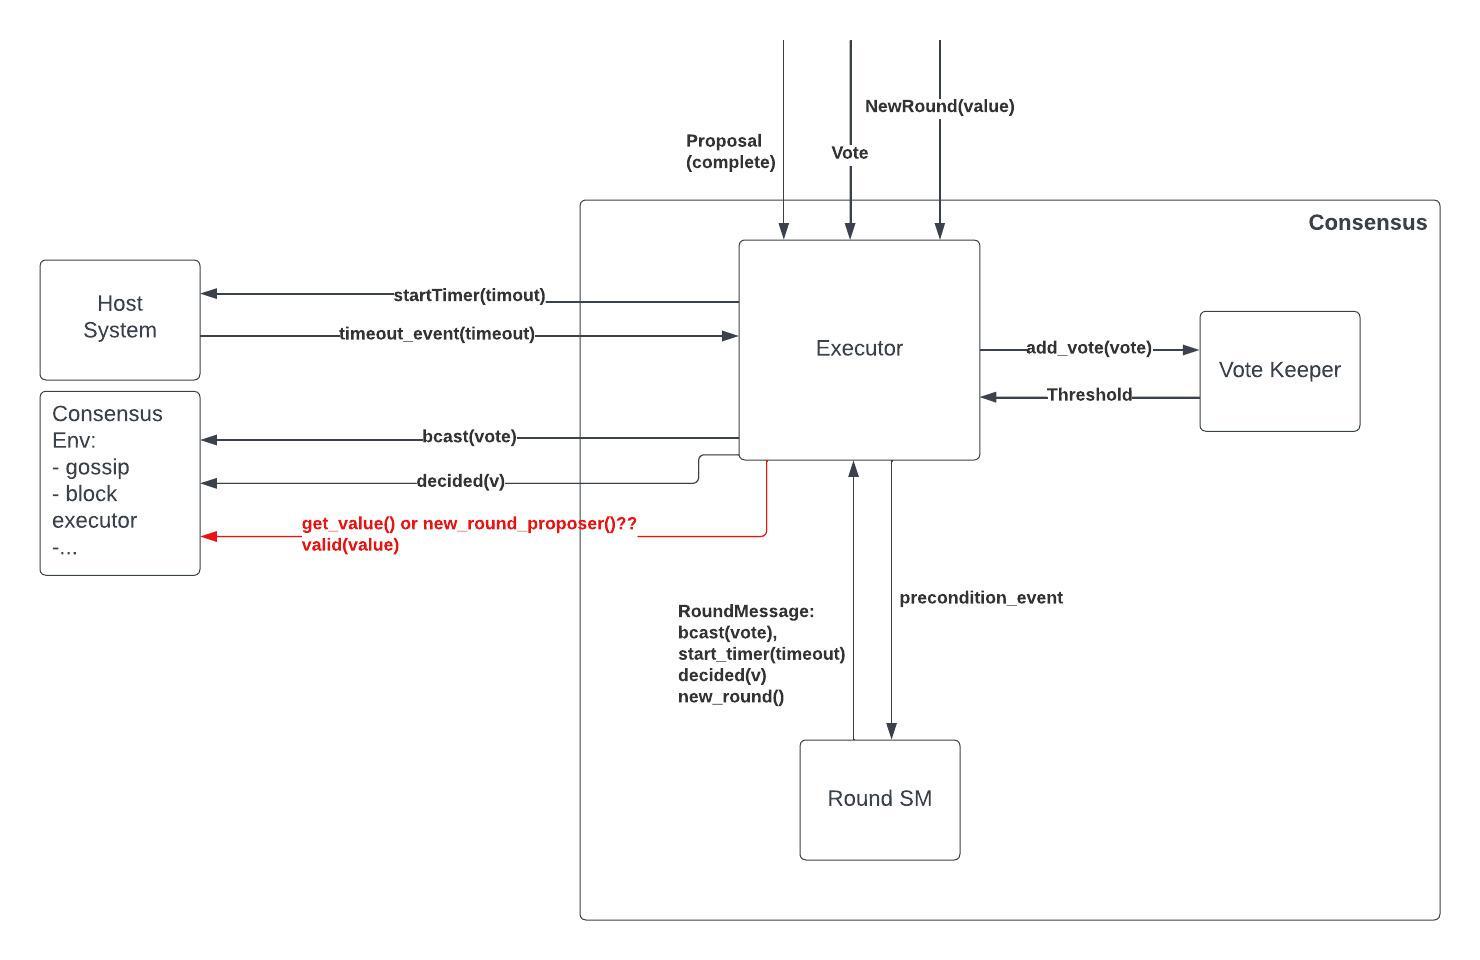 NewRound(value)
Proposal
(complete)
Vote
Consensus
Host
System
startTimer(timout)
timeout_event(timeout)
Executor
add_vote(vote)
Threshold
Vote Keeper
Consensus
Env:
- gossip
- block
executor
-...
bcast(vote)
decided(v)
get_value() or new_round_proposer()??
valid(value)
RoundMessage:
bcast(vote),
start_timer(timeout)
decided(v)
new_round()
precondition_event
Round SM